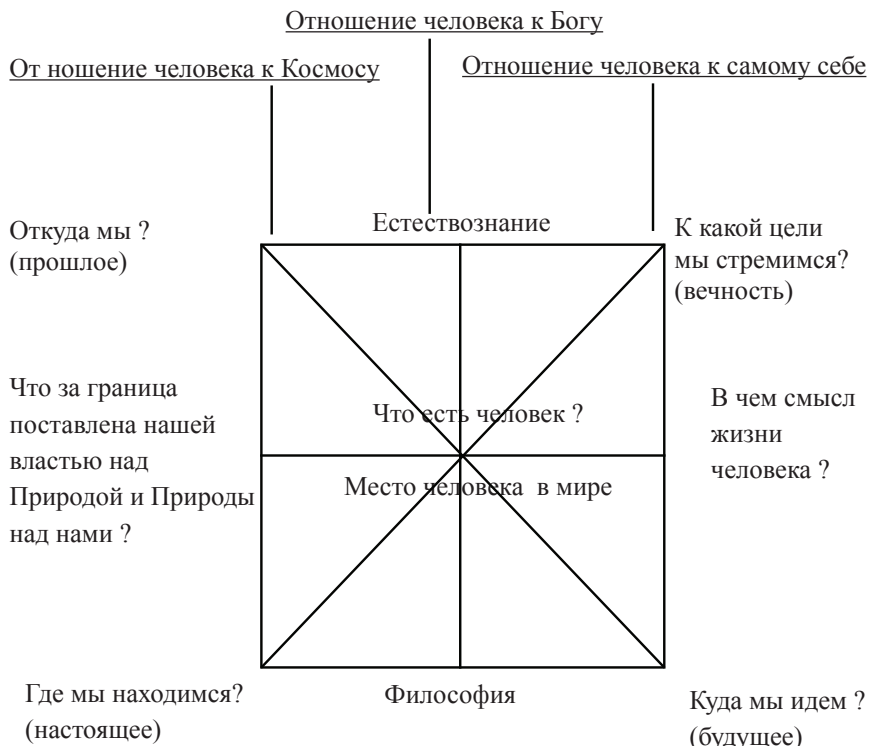 Отношение человека к Богу
От ношение человека к Космосу
Отношение человека к самому себе
Откуда мы ?
(прошлое)
Естествознание
К какой цели
мы стремимся?
(вечность)
Что за граница
поставлена нашей
властью над
Природой и Природы
над нами ?
Что есть человек ?
Место человека в мире
В чем смысл
жизни
человека ?
Где мы находимся?
(настоящее)
Философия
Куда мы идем ?
(будущее)